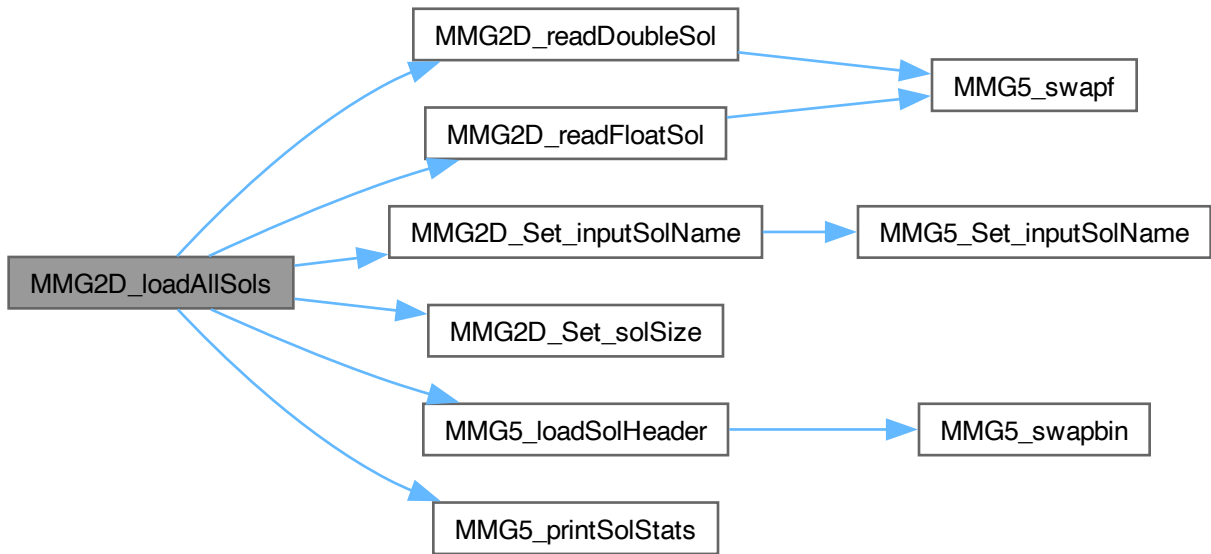 MMG2D_readDoubleSol
MMG5_swapf
MMG2D_readFloatSol
MMG2D_Set_inputSolName
MMG5_Set_inputSolName
MMG2D_loadAllSols
MMG2D_Set_solSize
MMG5_loadSolHeader
MMG5_swapbin
MMG5_printSolStats